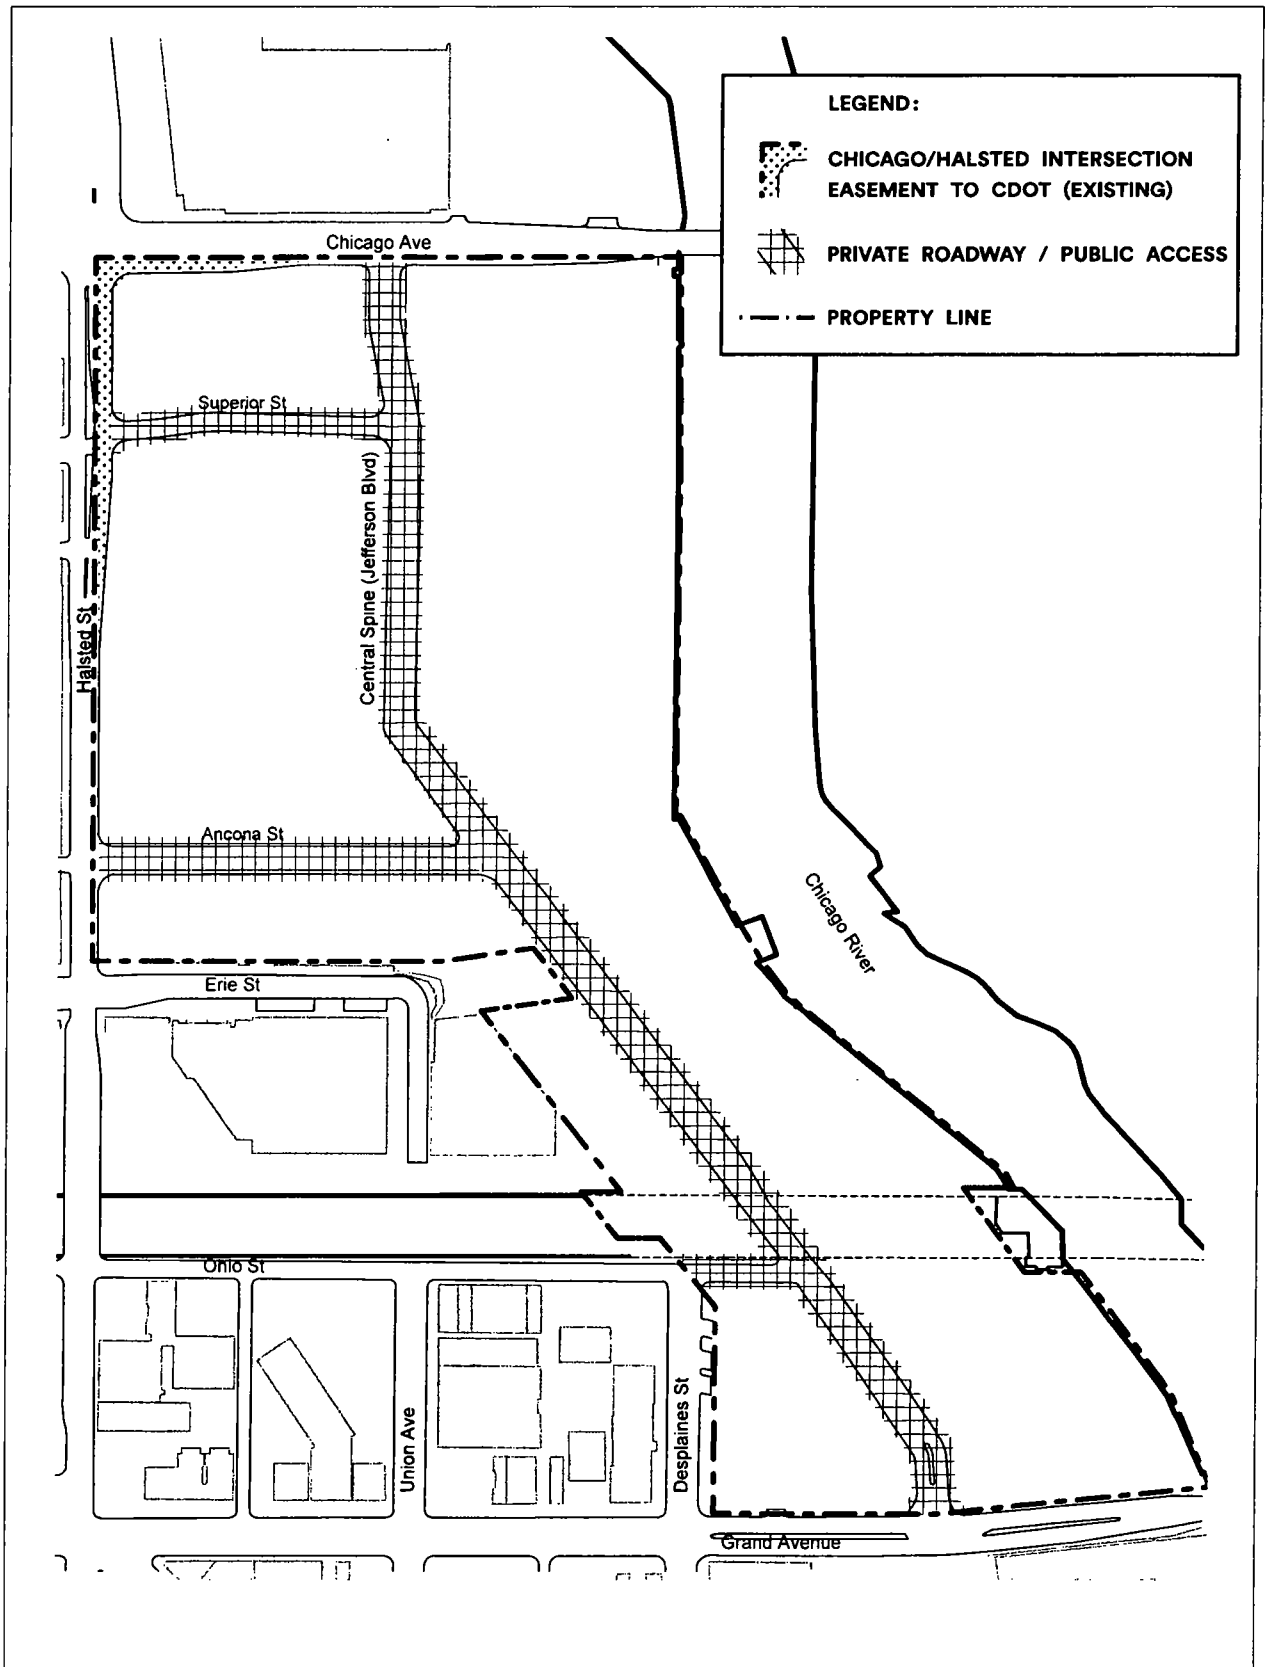 LEGEND:
CHICAGO/HALSTED INTERSECTION
EASEMENT TO CDOT (EXISTING)
PRIVATE ROADWAY / PUBLIC ACCESS
PROPERTY LINE
Chicago Ave
Superior St
Central Spine (Jefferson Blvd)
Halsted St
Ancona St
Chicago River
Erie St
Ohio St
Union Ave
Desplaines St
Grand Avenue